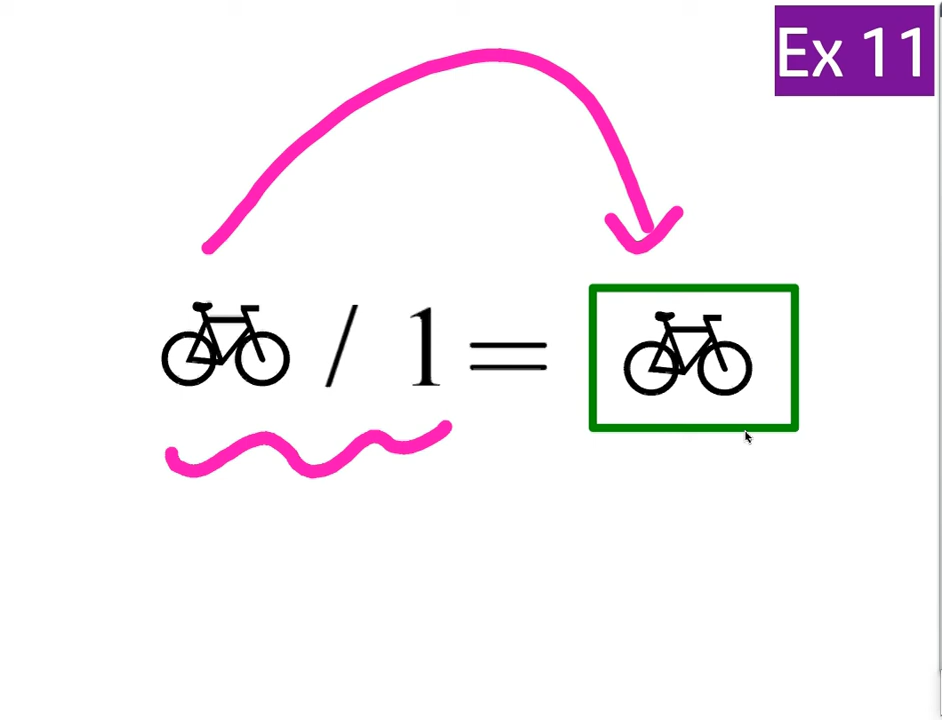 Ex 11
/ 1 =